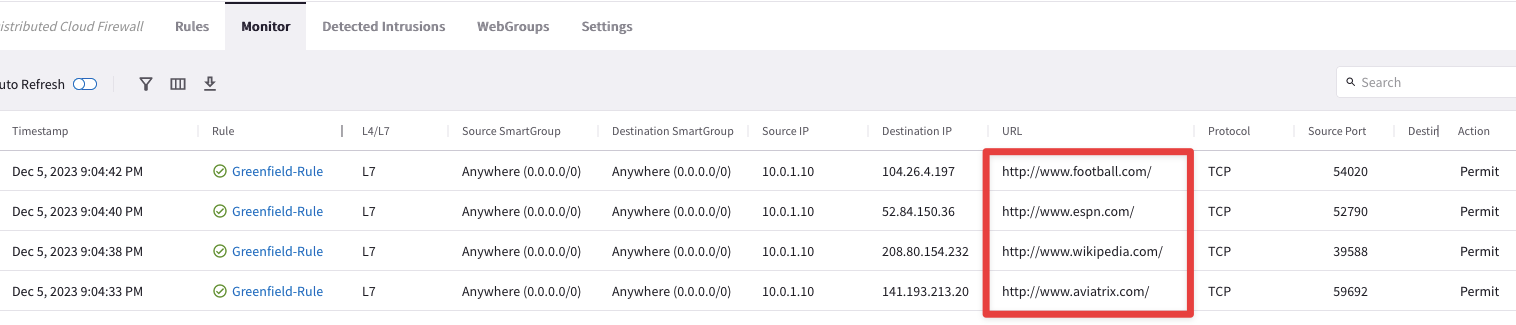 istributed Cloud Firewall Rules Monitor Detected Intrusions WebGroups Settings
uto Refresh Search
Timestamp Rule L4/L7 Source SmartGroup Destination SmartGroup Source IP Destination IP URL Protocol Source Port Destin Action
Dec 5, 2023 9:04:42 PM Greenfield-Rule L7 Anywhere (0.0.0.0/0) Anywhere (0.0.0.0/0) 10.0.1.10 104.26.4.197 http://www.football.com/ TCP 54020 Permit
Dec 5, 2023 9:04:40 PM Greenfield-Rule L7 Anywhere (0.0.0.0/0) Anywhere (0.0.0.0/0) 10.0.1.10 52.84.150.36 http://www.espn.com/ TCP 52790 Permit
Dec 5, 2023 9:04:38 PM Greenfield-Rule L7 Anywhere (0.0.0.0/0) Anywhere (0.0.0.0/0) 10.0.1.10 208.80.154.232 http://www.wikipedia.com/ TCP 39588 Permit
Dec 5, 2023 9:04:33 PM Greenfield-Rule L7 Anywhere (0.0.0.0/0) Anywhere (0.0.0.0/0) 10.0.1.10 141.193.213.20 http://www.aviatrix.com/ TCP 59692 Permit